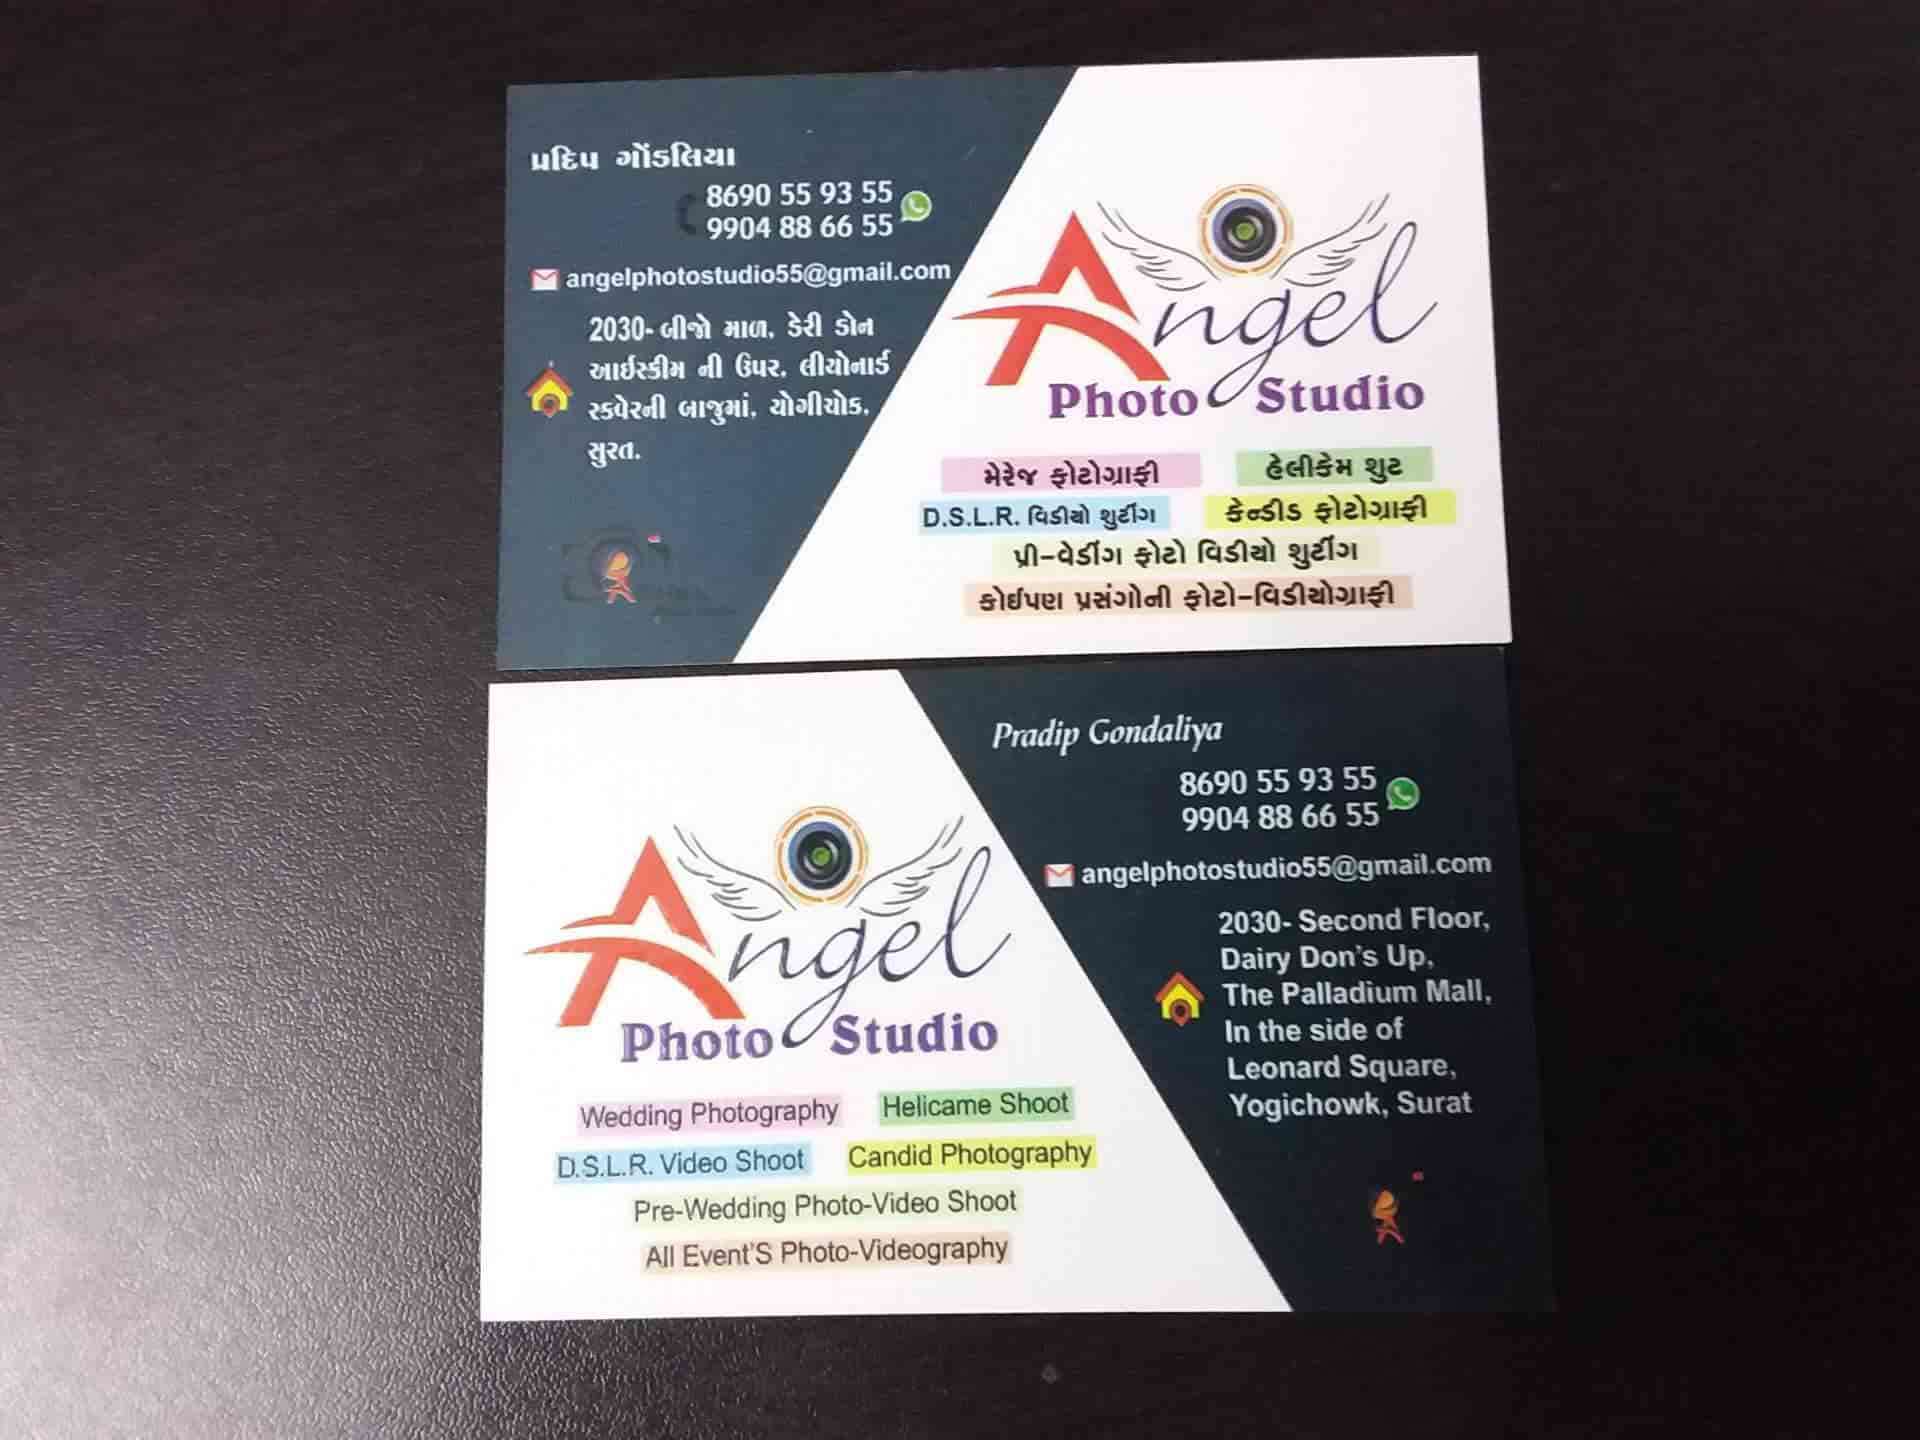 પ્રદિપ ગોંડલિયા
8690 55 93 55
9904 88 66 55
angelphotostudio55@gmail.com
2030- બીજો માળ, ડેરી ડોન
આઈસ્ક્રીમ ની ઉપર, લીયોનાર્ડ
સ્કવેરની બાજુમાં, યોગીચોક,
સુરત.
Angel
Photo Studio
મેરેજ ફોટોગ્રાફી
હેલીકેમ શુટ
D.S.L.R. વિડીયો શુટીંગ
કેન્ડીડ ફોટોગ્રાફી
પ્રી-વેડીંગ ફોટો વિડીયો શુટીંગ
કોઈપણ પ્રસંગોની ફોટો-વિડીયોગ્રાફી
Pradip Gondaliya
8690 55 93 55
9904 88 66 55
angelphotostudio55@gmail.com
2030- Second Floor,
Dairy Don's Up,
The Palladium Mall,
In the side of
Leonard Square,
Yogichowk, Surat
Angel
Photo Studio
Wedding Photography
Helicame Shoot
D.S.L.R. Video Shoot
Candid Photography
Pre-Wedding Photo-Video Shoot
All Event'S Photo-Videography